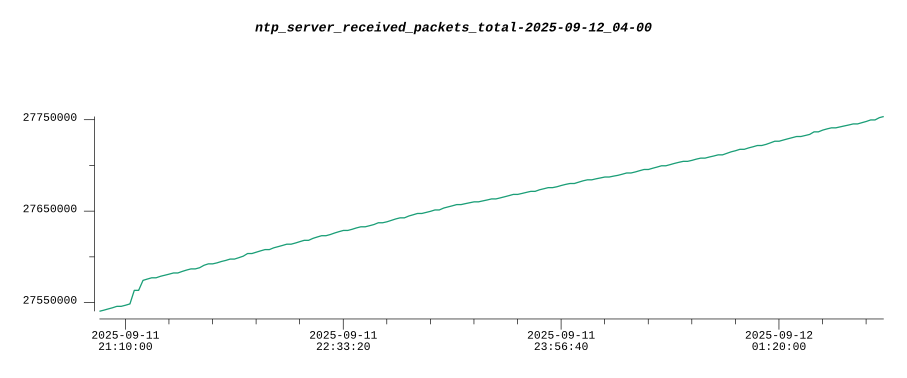 ntp_server_received_packets_total-2025-09-12_04-00
27750000
27650000
27550000
2025-09-11 2025-09-11 2025-09-11 2025-09-12
21:10:00 22:33:20 23:56:40 01:20:00